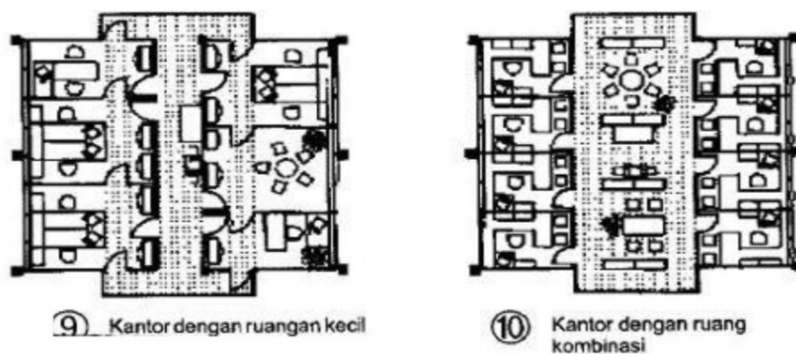 9 Kantor dengan ruangan kecil
10 Kantor dengan ruang
kombinasi